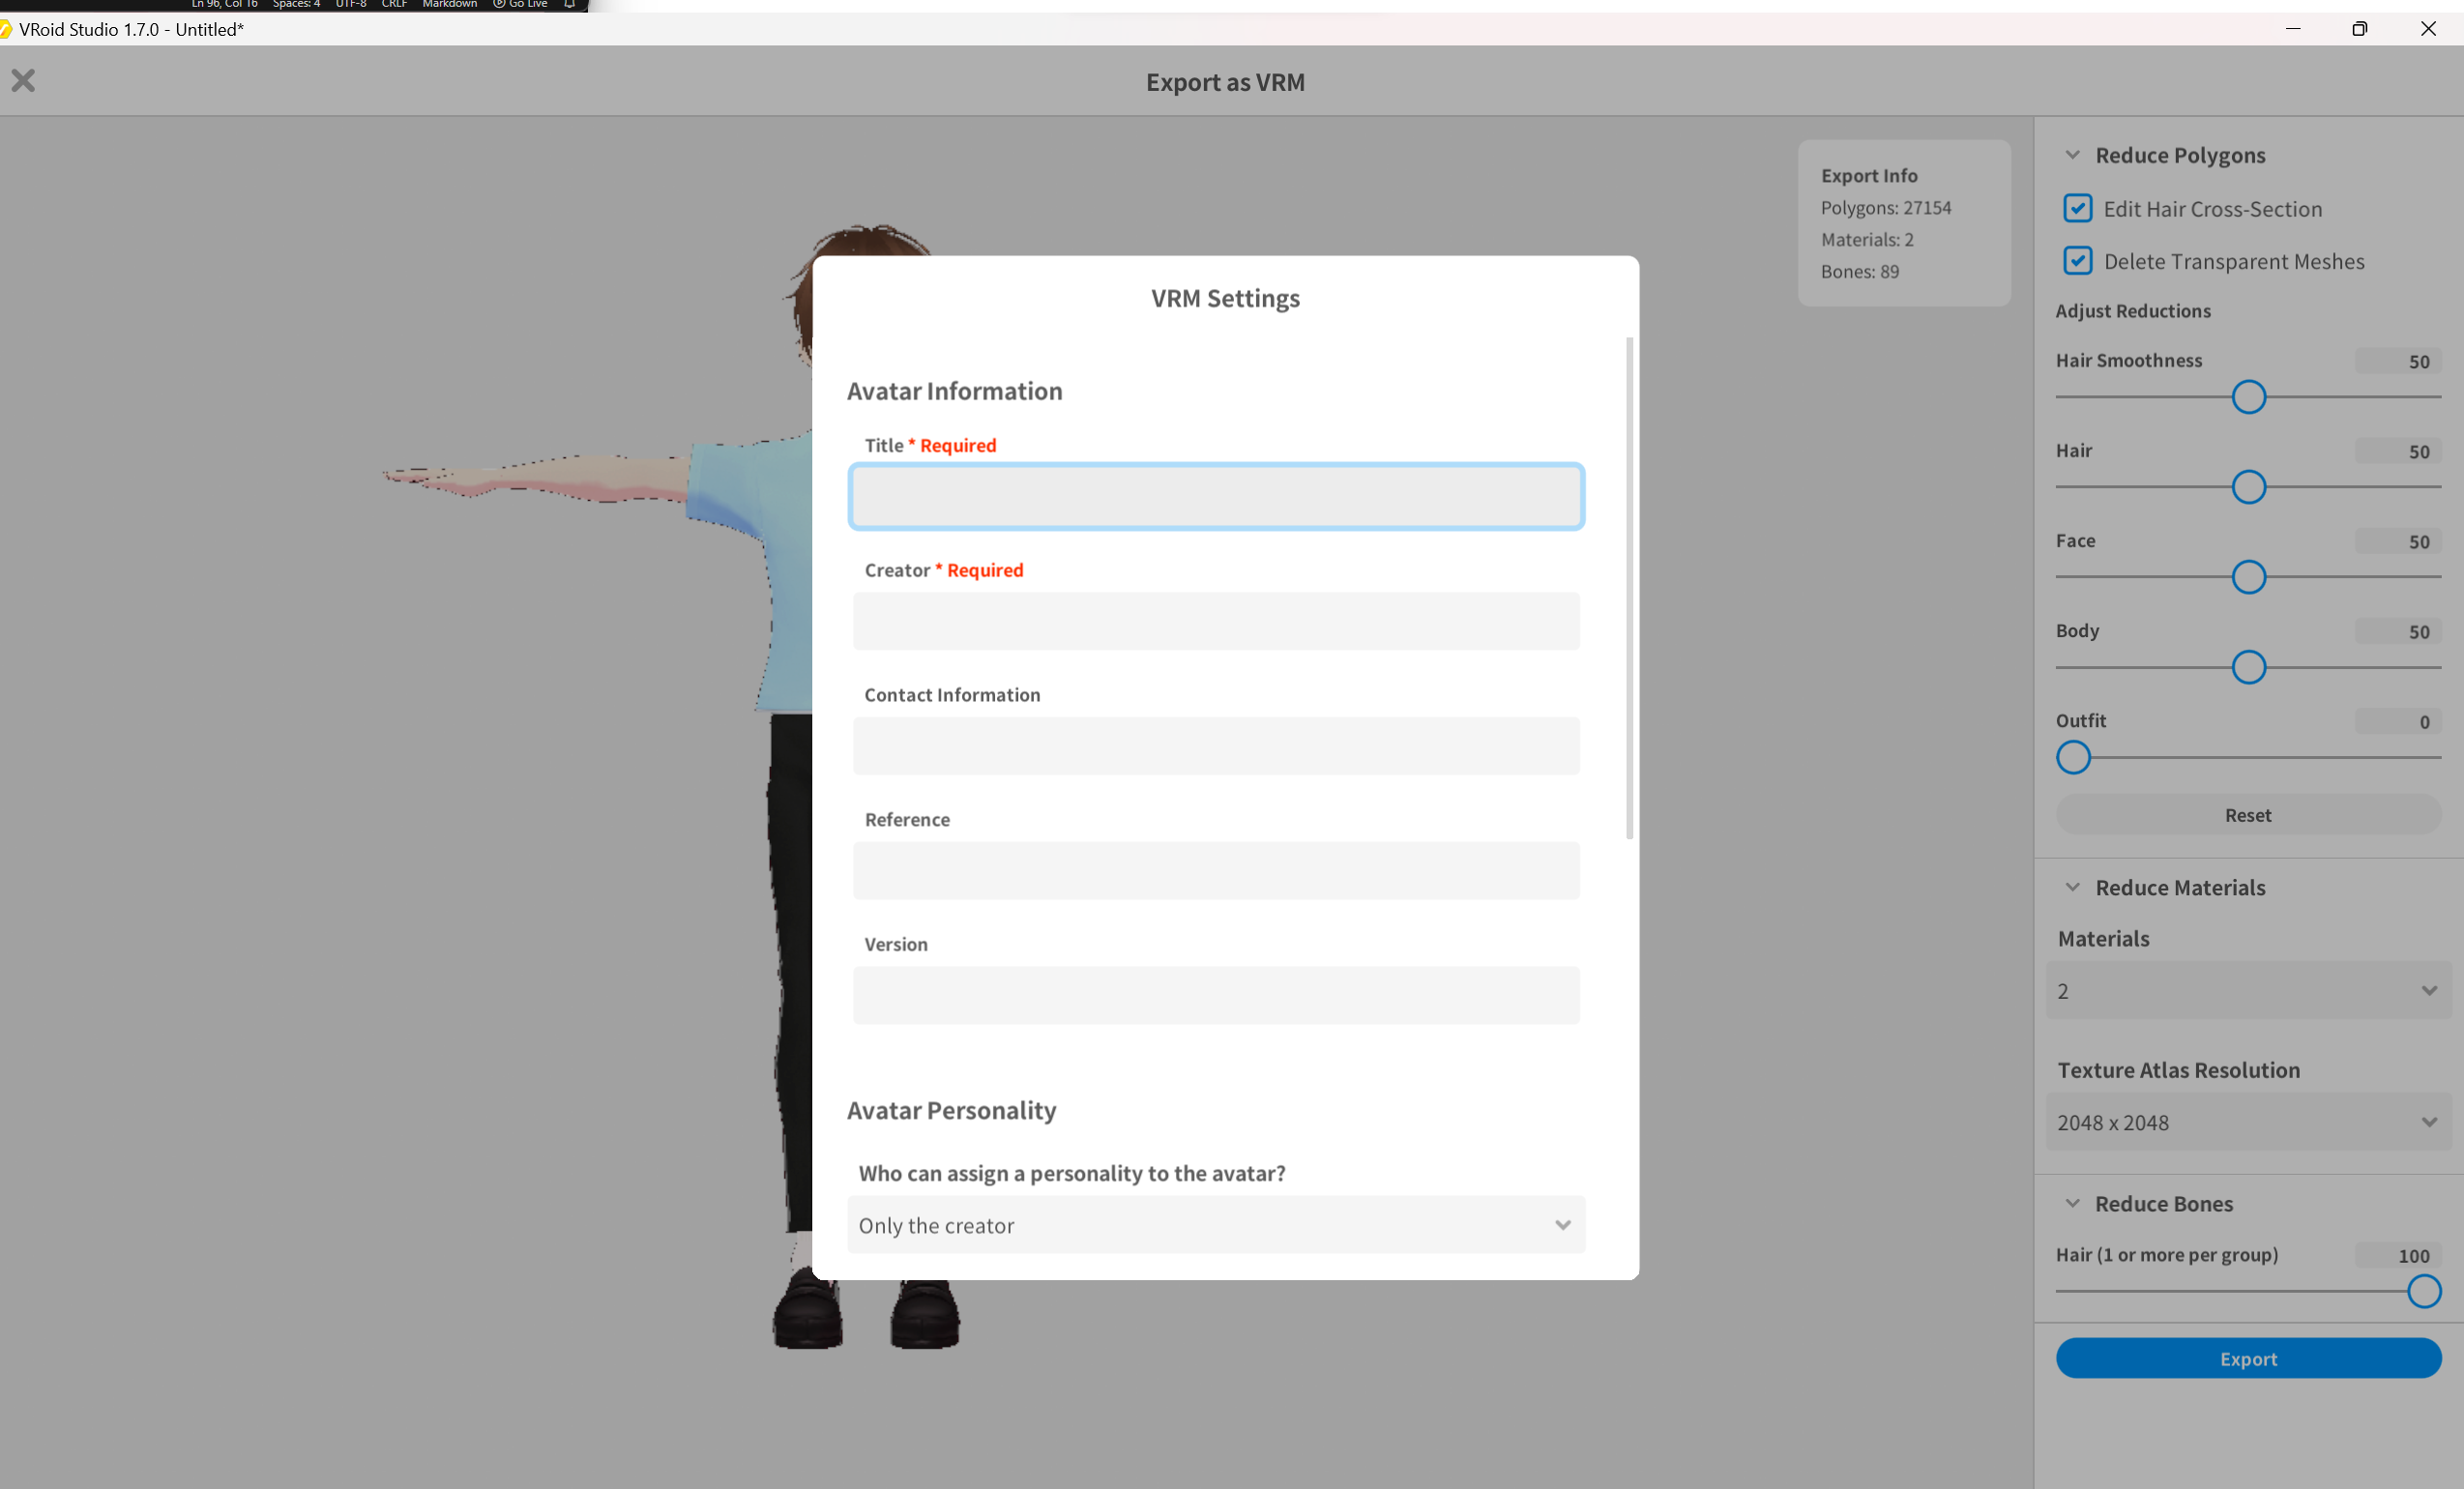 Ln 96, Col 16 Spaces: 4 UTF-8 CRLF Markdown Go Live
VRoid Studio 1.7.0 - Untitled*
Export as VRM
Export Info
Polygons: 27154
Materials: 2
Bones: 89
VRM Settings
Avatar Information
Title * Required
Creator * Required
Contact Information
Reference
Version
Avatar Personality
Who can assign a personality to the avatar?
Only the creator
Reduce Polygons
Edit Hair Cross-Section
Delete Transparent Meshes
Adjust Reductions
Hair Smoothness 50
Hair 50
Face 50
Body 50
Outfit 0
Reset
Reduce Materials
Materials
2
Texture Atlas Resolution
2048 x 2048
Reduce Bones
Hair (1 or more per group) 100
Export